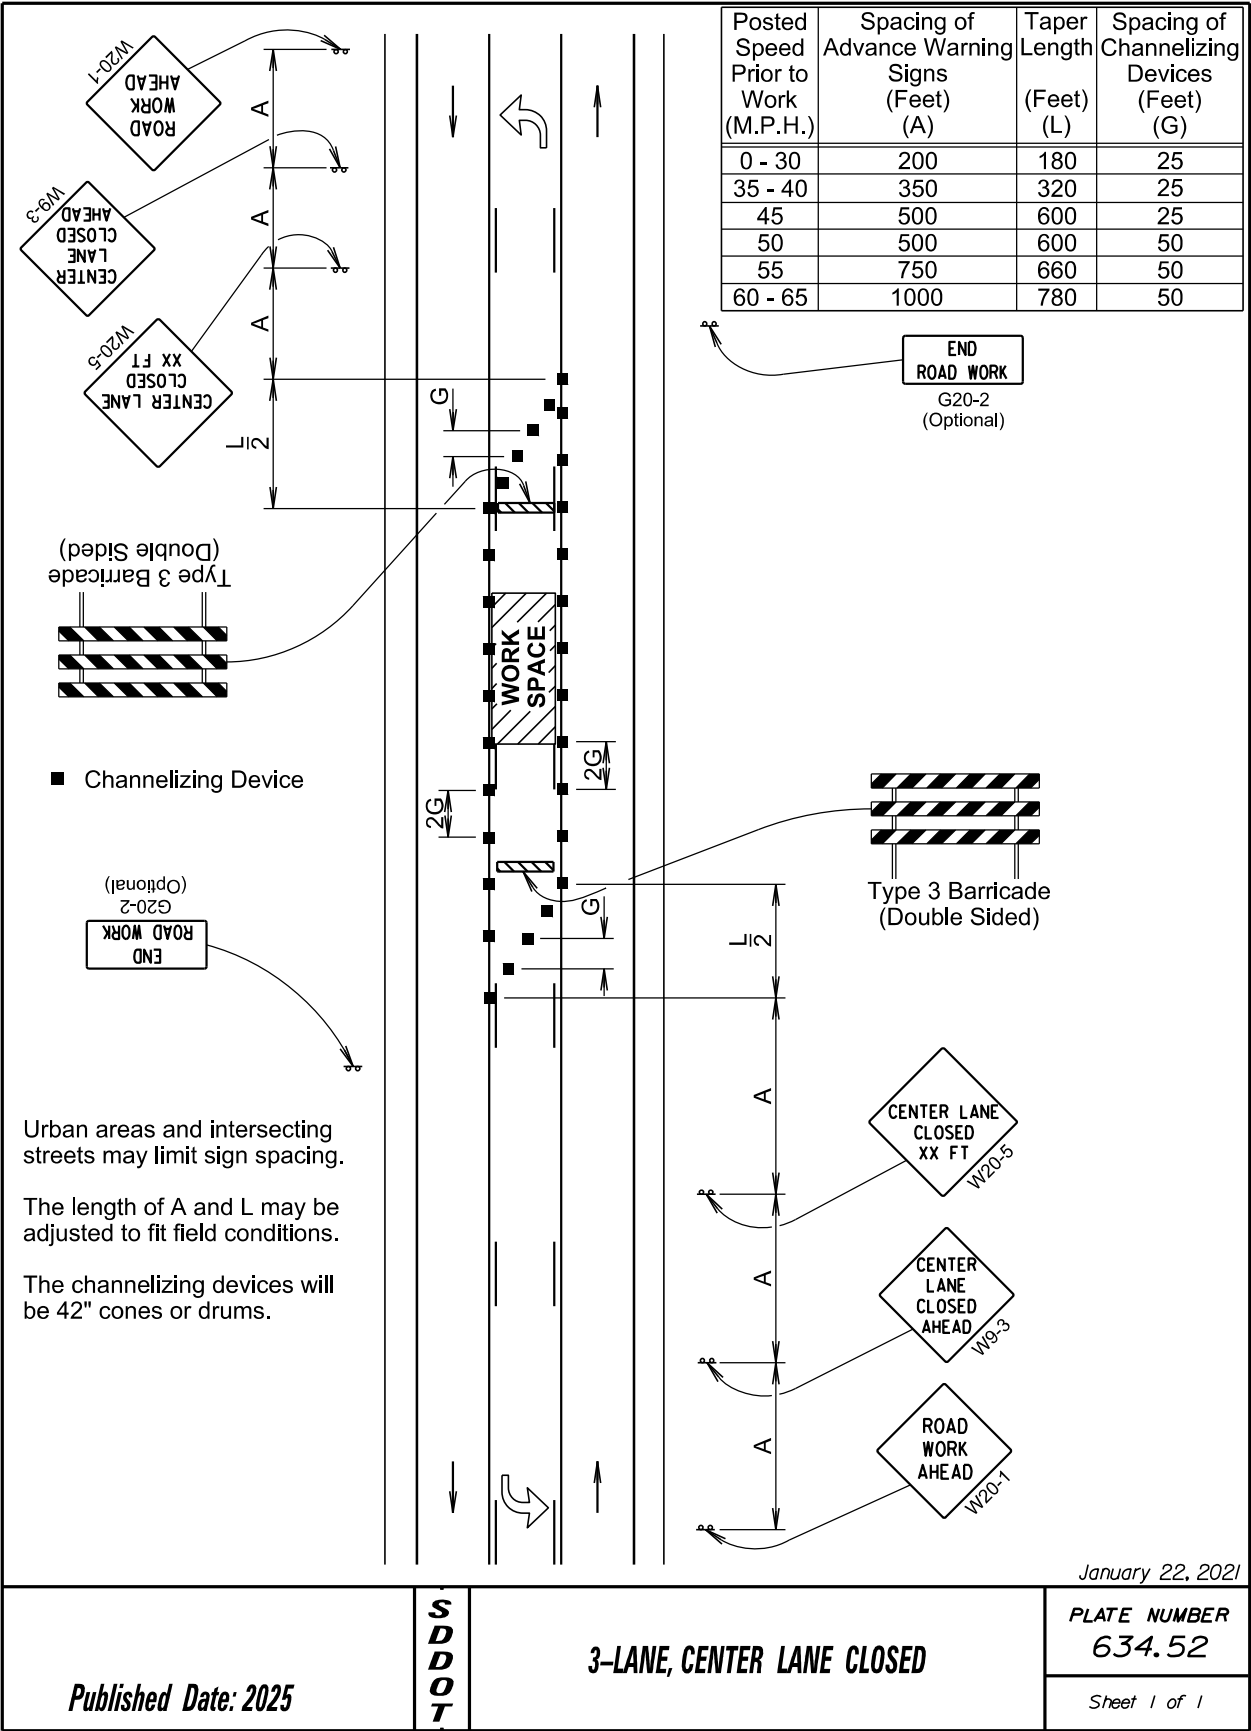 Posted Speed Prior to Work (M.P.H.) | Spacing of Advance Warning Signs (Feet) (A) | Taper Length (Feet) (L) | Spacing of Channelizing Devices (Feet) (G)
0 - 30 | 200 | 180 | 25
35 - 40 | 350 | 320 | 25
45 | 500 | 600 | 25
50 | 500 | 600 | 50
55 | 750 | 660 | 50
60 - 65 | 1000 | 780 | 50
ROAD
WORK
AHEAD
W20-1
A
CENTER
LANE
CLOSED
AHEAD
W9-3
A
CENTER LANE
CLOSED
XX FT
W20-5
A
L
2
G
END
ROAD WORK
G20-2
(Optional)
Type 3 Barricade
(Double Sided)
WORK
SPACE
Channelizing Device
2G
2G
Type 3 Barricade
(Double Sided)
END
ROAD WORK
G20-2
(Optional)
G
L
2
A
CENTER LANE
CLOSED
XX FT
W20-5
A
CENTER
LANE
CLOSED
AHEAD
W9-3
A
ROAD
WORK
AHEAD
W20-1
Urban areas and intersecting
streets may limit sign spacing.
The length of A and L may be
adjusted to fit field conditions.
The channelizing devices will
be 42" cones or drums.
January 22, 2021
Published Date: 2025
SDDOT
3-LANE, CENTER LANE CLOSED
PLATE NUMBER
634.52
Sheet 1 of 1